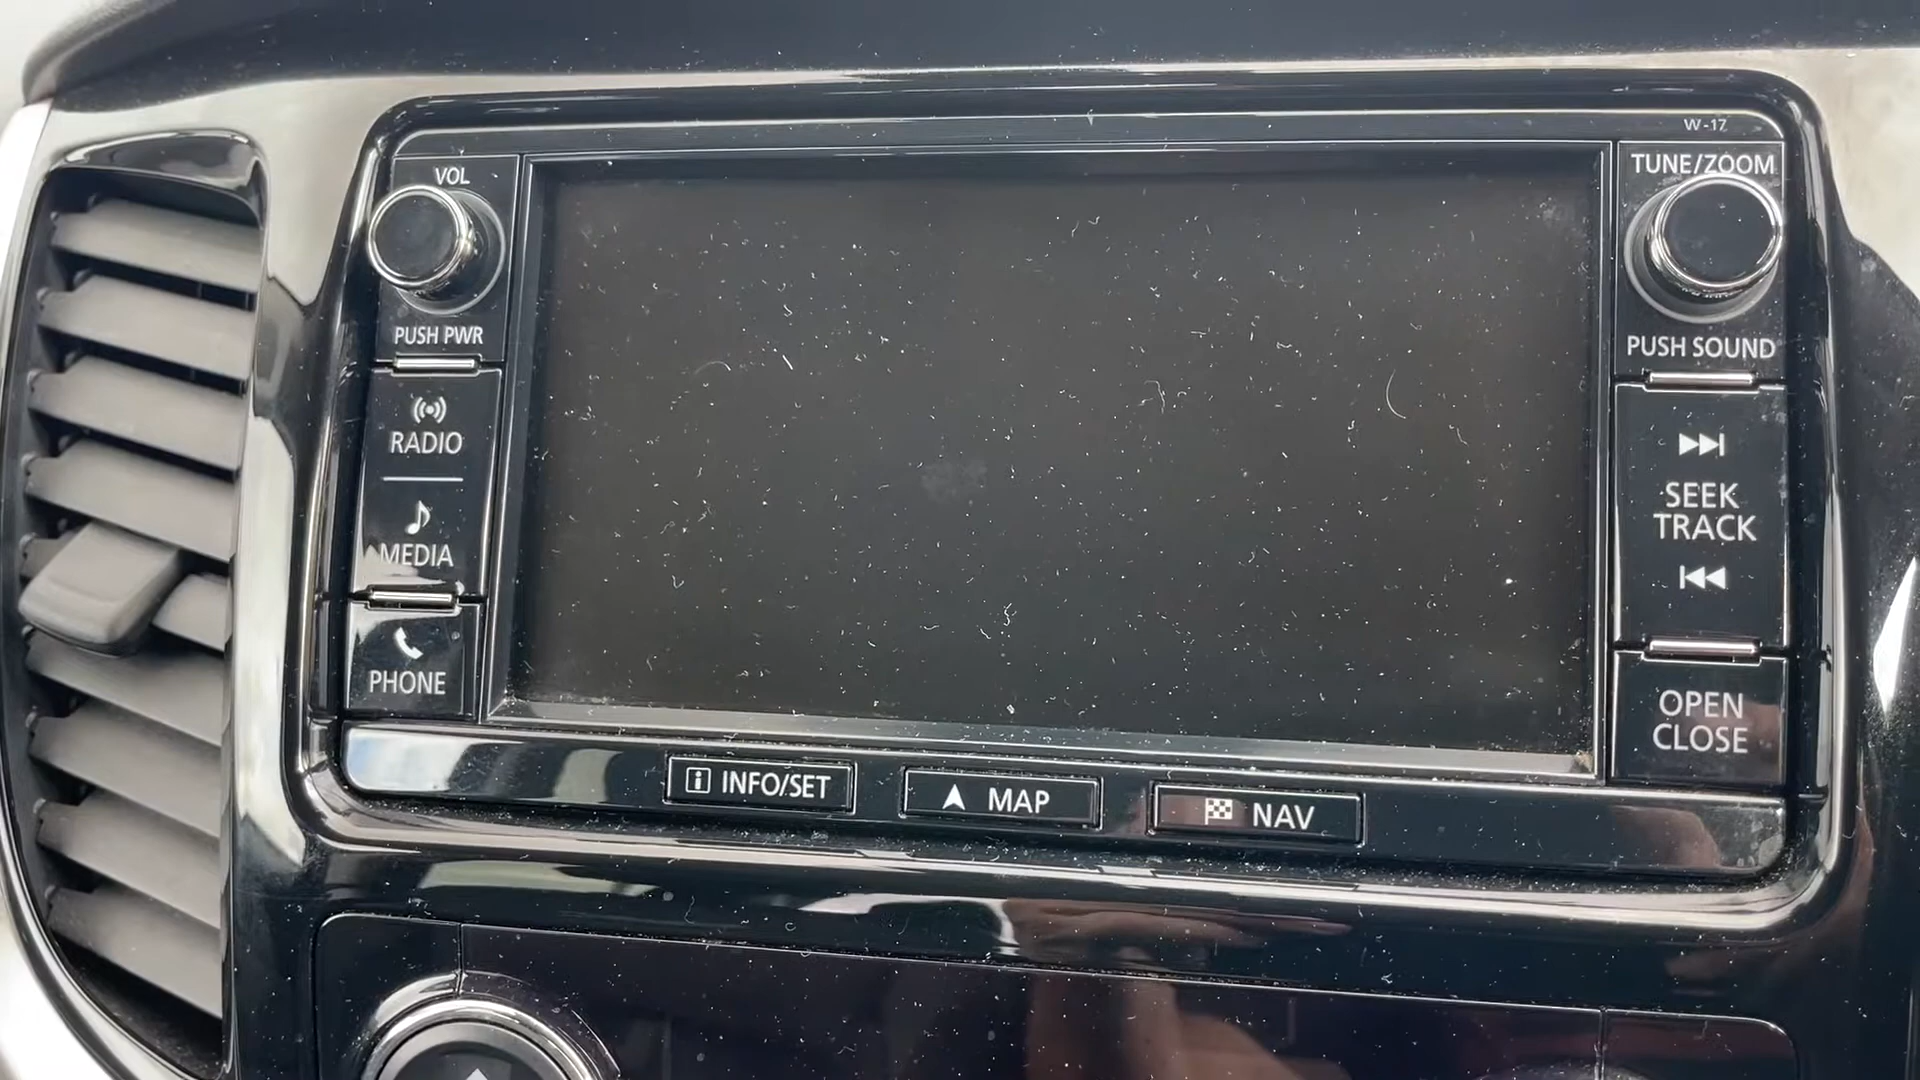 W-17
VOL
TUNE/ZOOM
PUSH PWR
PUSH SOUND
RADIO
MEDIA
SEEK
TRACK
PHONE
OPEN
CLOSE
INFO/SET
MAP
NAV